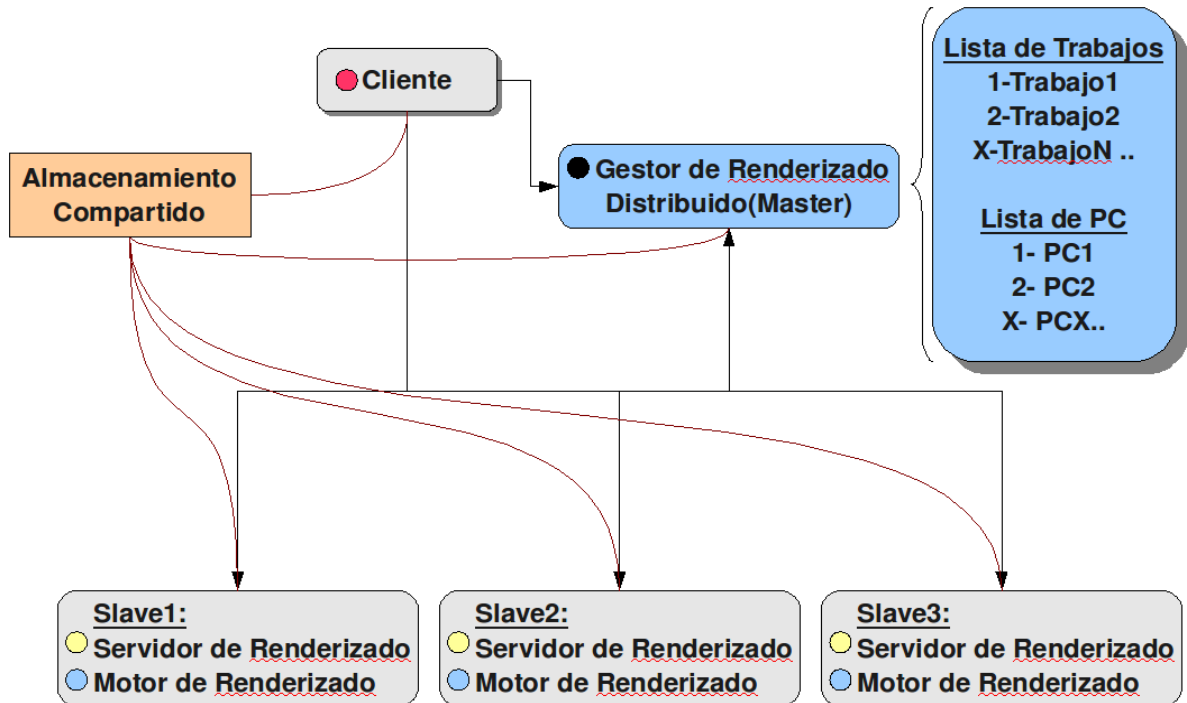 Cliente
Almacenamiento
Compartido
Gestor de Renderizado
Distribuido(Master)
Lista de Trabajos
1-Trabajo1
2-Trabajo2
X-TrabajoN ..
Lista de PC
1- PC1
2- PC2
X- PCX..
Slave1:
Servidor de Renderizado
Motor de Renderizado
Slave2:
Servidor de Renderizado
Motor de Renderizado
Slave3:
Servidor de Renderizado
Motor de Renderizado